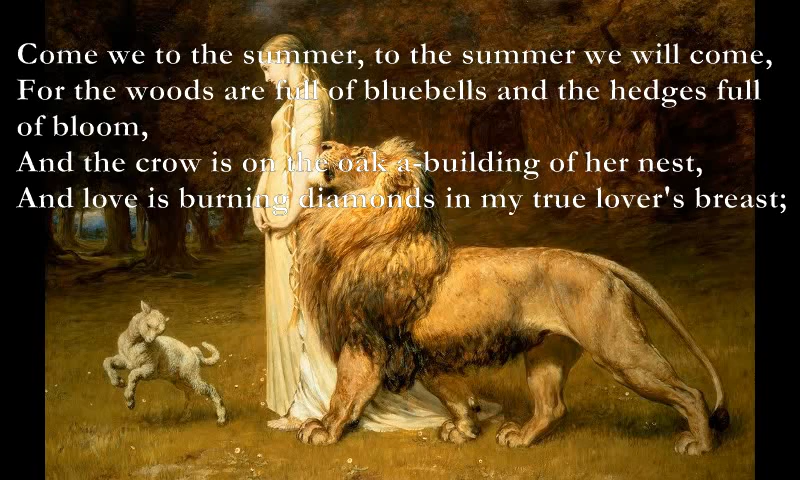 Come we to the summer, to the summer we will come,
For the woods are full of bluebells and the hedges full
of bloom,
And the crow is on the oak a-building of her nest,
And love is burning diamonds in my true lover's breast;